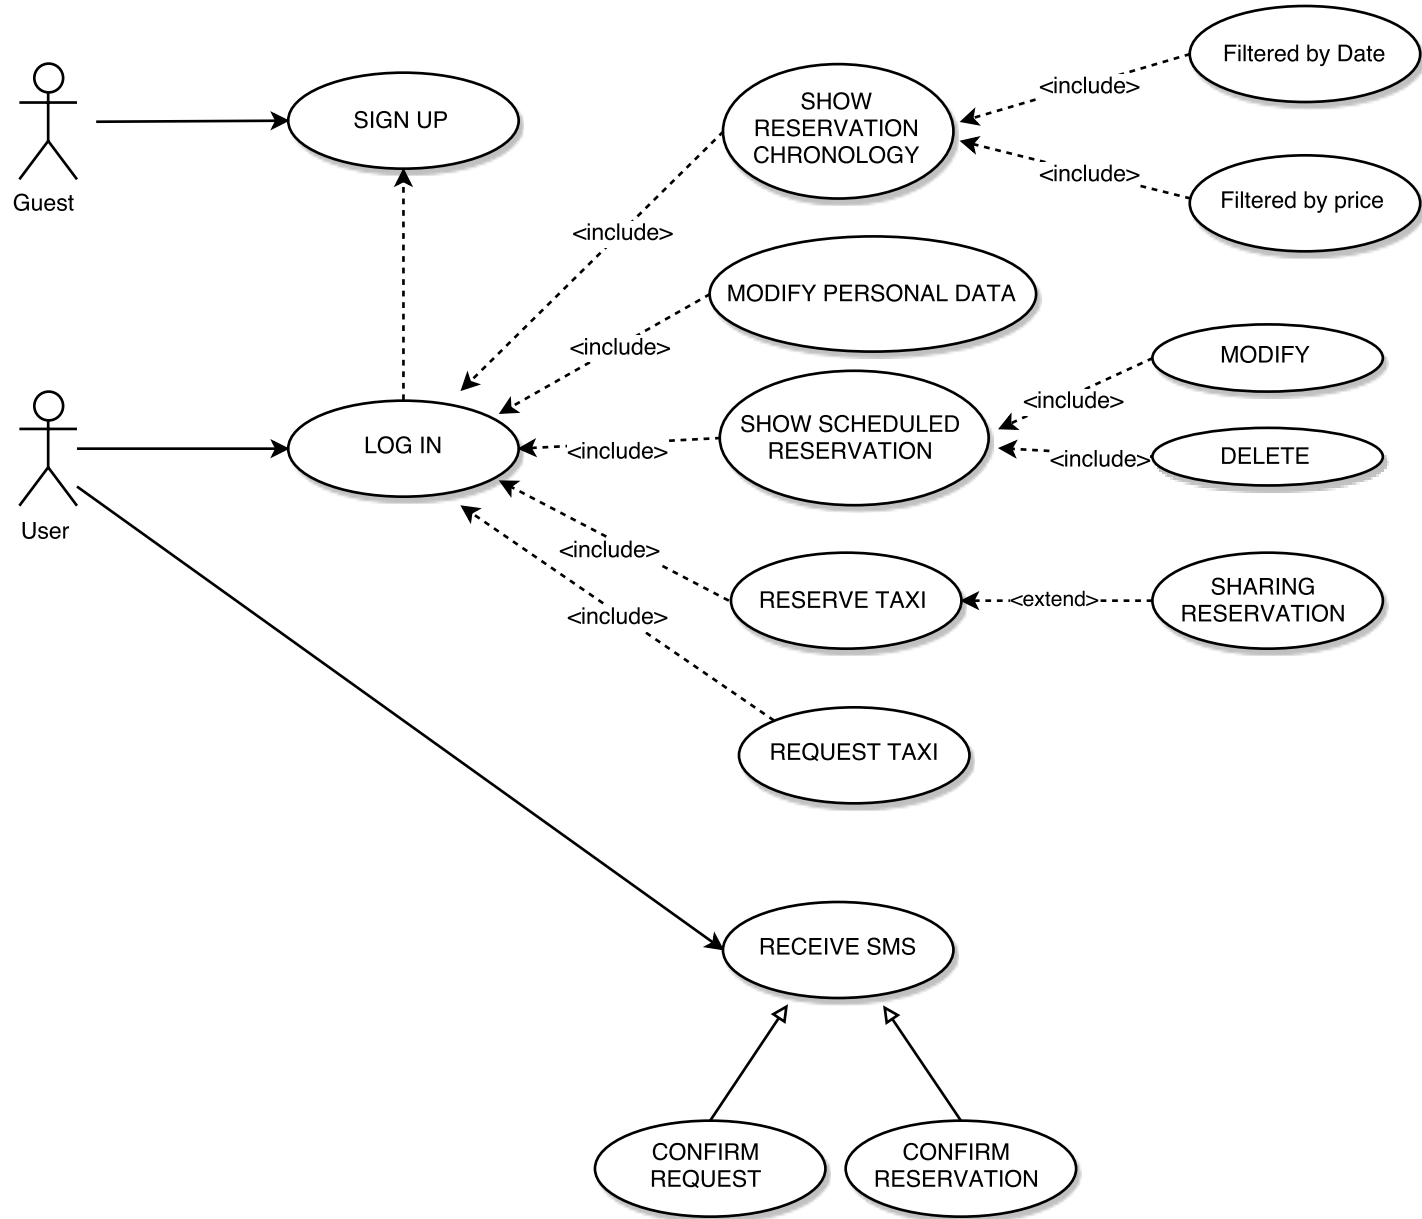 Filtered by Date
<include>
SHOW
RESERVATION
CHRONOLOGY
SIGN UP
<include>
Filtered by price
Guest
<include>
MODIFY PERSONAL DATA
<include>
MODIFY
<include>
SHOW SCHEDULED
RESERVATION
LOG IN
<include>
<include>
DELETE
User
<include>
RESERVE TAXI
<extend>
SHARING
RESERVATION
<include>
REQUEST TAXI
RECEIVE SMS
CONFIRM
REQUEST
CONFIRM
RESERVATION